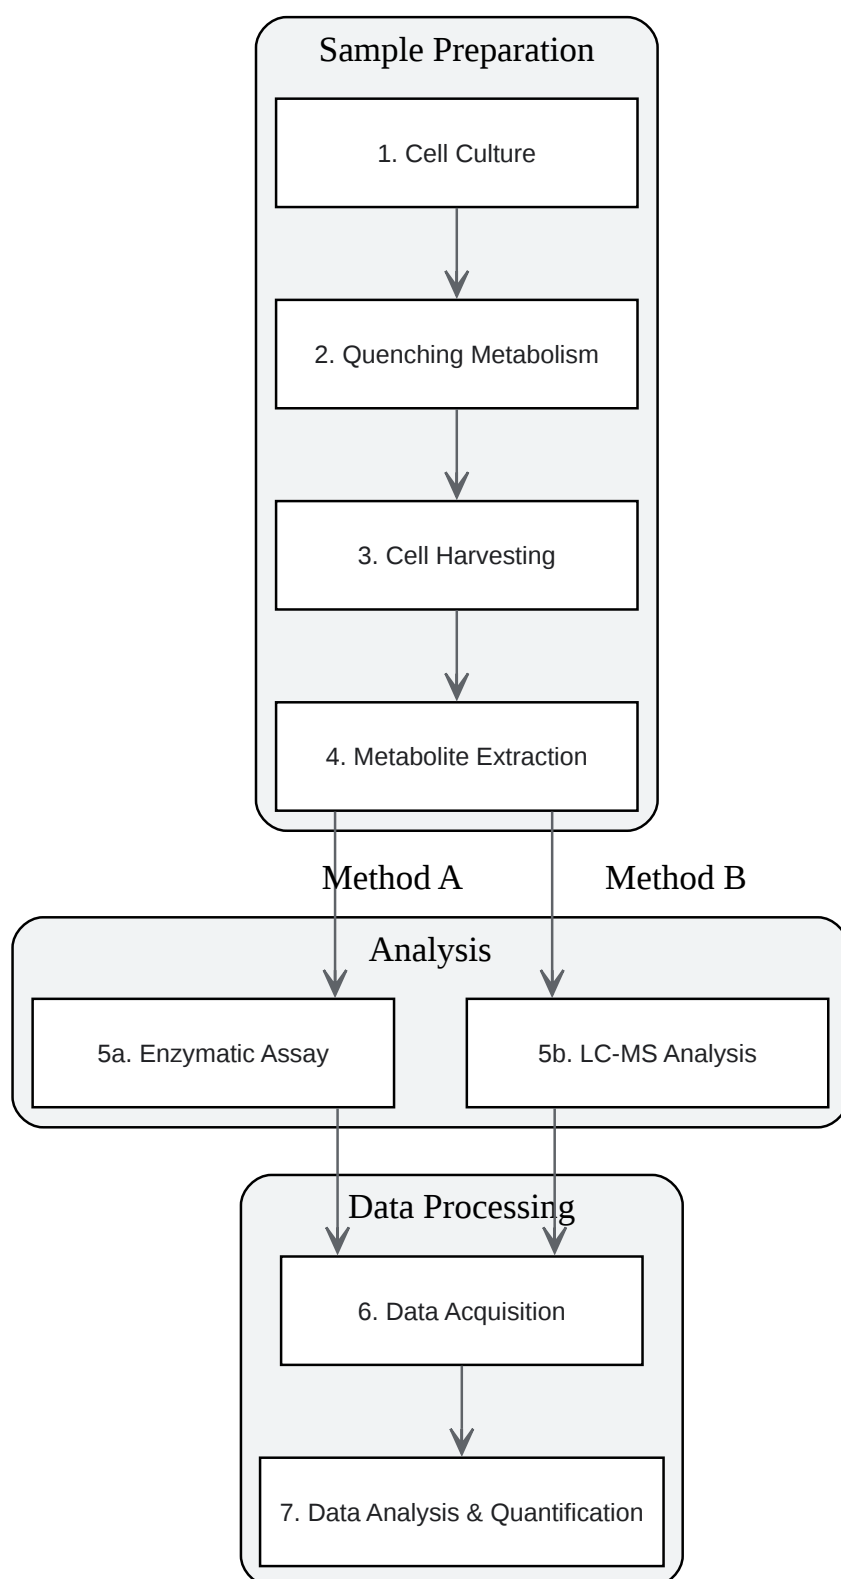 Sample Preparation
1. Cell Culture
2. Quenching Metabolism
3. Cell Harvesting
4. Metabolite Extraction
Method A
Method B
Analysis
5a. Enzymatic Assay
5b. LC-MS Analysis
Data Processing
6. Data Acquisition
7. Data Analysis & Quantification